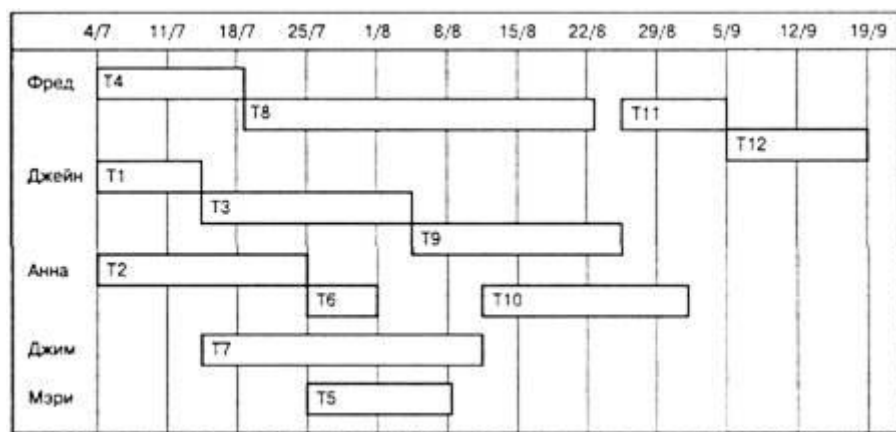 4/7 11/7 18/7 25/7 1/8 8/8 15/8 22/8 29/8 5/9 12/9 19/9
Фред
T4
T8
T11
T12
Джейн
T1
T3
T9
Анна
T2
T6
T10
Джим
T7
Мэри
T5